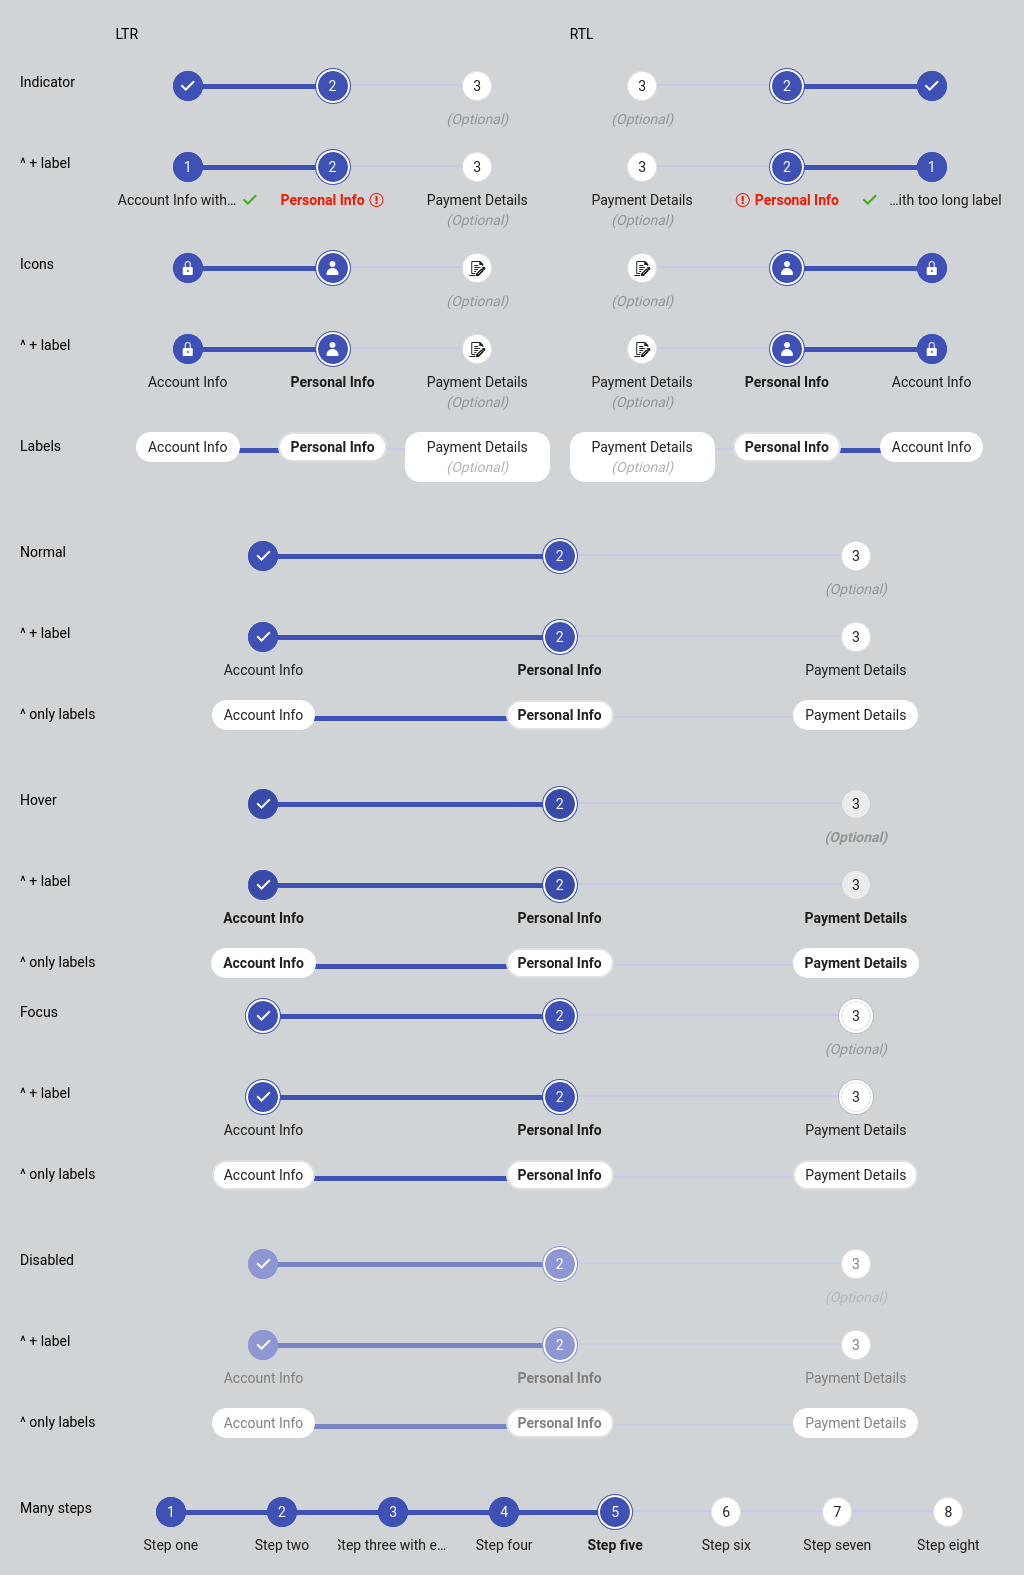 LTR RTL
Indicator 2 3 3 2
(Optional) (Optional)
^ + label 1 2 3 3 2 1
Account Info with... Personal Info Payment Details Payment Details Personal Info ...ith too long label
(Optional) (Optional)
Icons
(Optional) (Optional)
^ + label
Account Info Personal Info Payment Details Payment Details Personal Info Account Info
(Optional) (Optional)
Labels Account Info Personal Info Payment Details Payment Details Personal Info Account Info
(Optional) (Optional)
Normal 2 3
(Optional)
^ + label 2 3
Account Info Personal Info Payment Details
^ only labels Account Info Personal Info Payment Details
Hover 2 3
(Optional)
^ + label 2 3
Account Info Personal Info Payment Details
^ only labels Account Info Personal Info Payment Details
Focus 2 3
(Optional)
^ + label 2 3
Account Info Personal Info Payment Details
^ only labels Account Info Personal Info Payment Details
Disabled 2 3
(Optional)
^ + label 2 3
Account Info Personal Info Payment Details
^ only labels Account Info Personal Info Payment Details
Many steps 1 2 3 4 5 6 7 8
Step one Step two Step three with e... Step four Step five Step six Step seven Step eight